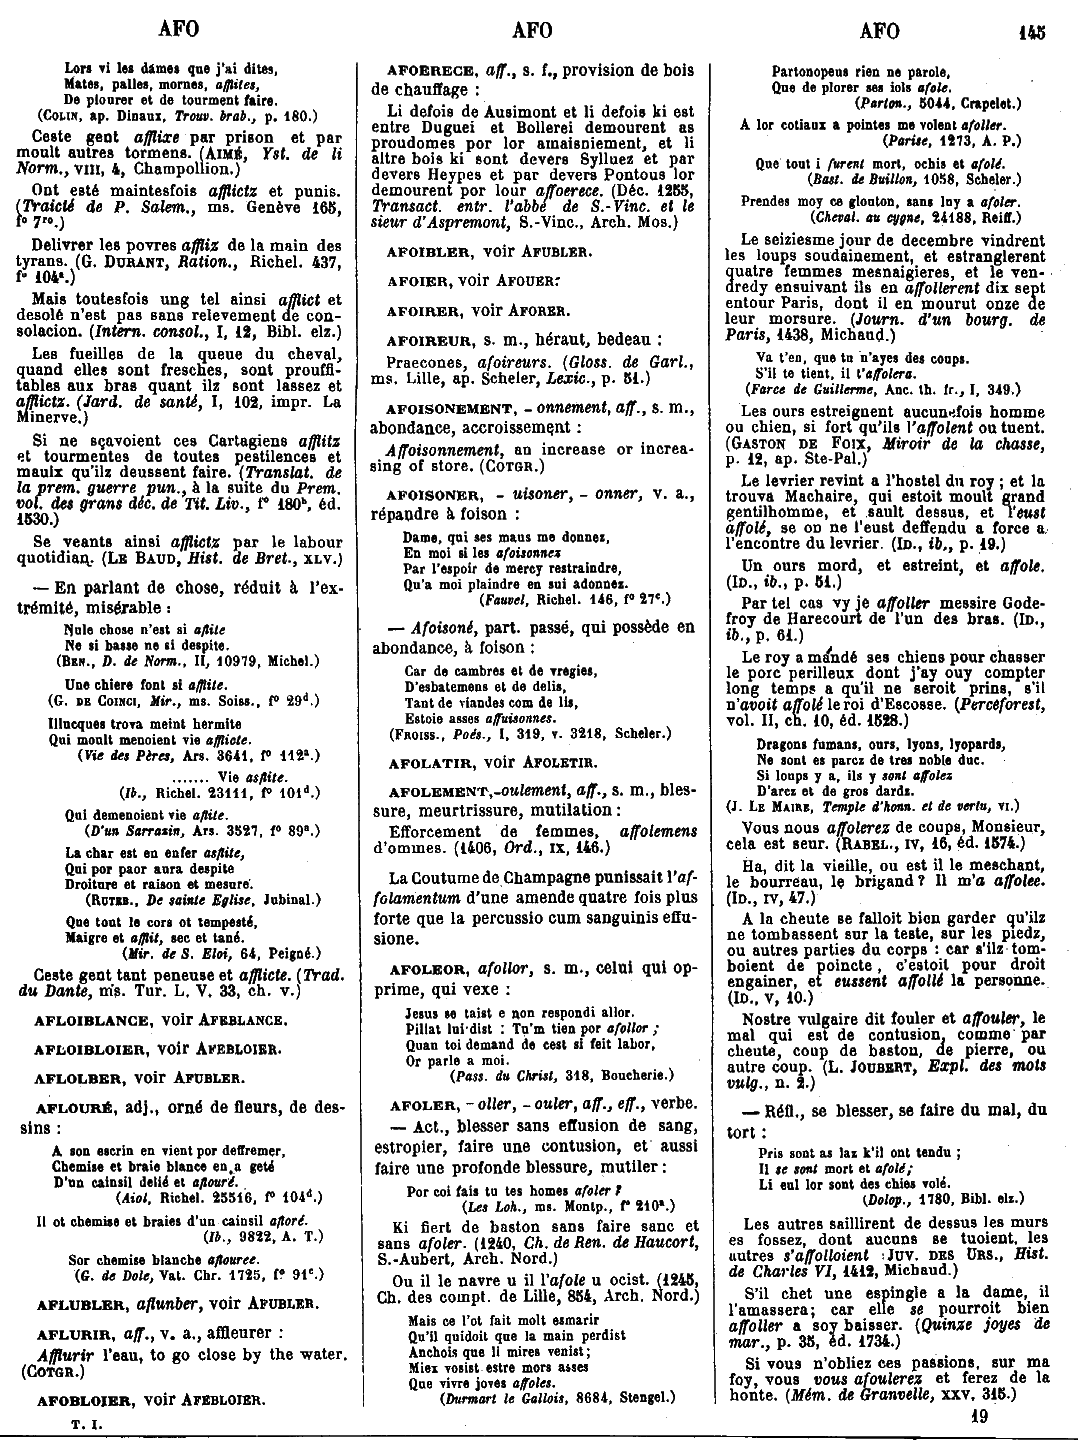 AFO
AFO
AFO
145
Lors vi les dames que j'ai dites,
Mates, palles, mornes, afflites,
De plourer et de tourment faire.
(COLIN, ap. Dinaux, Trouv. brab., p. 180.)
Ceste gent aflixe par prison et par
moult autres tormens. (AIMÉ, Yst. de li
Norm., VIII, 4, Champollion.)
Ont esté maintesfois afflictz et punis.
(Traicté de P. Salem., ms. Genève 165,
f° 7ro.)
Delivrer les povres affliz de la main des
tyrans. (G. DURANT, Ration., Richel. 437,
f° 104a.)
Mais toutesfois ung tel ainsi afflict et
desolé n'est pas sans relevement de con-
solacion. (Intern. consol., I, 12, Bibl. elz.)
Les fueilles de la queue du cheval,
quand elles sont fresches, sont prouffi-
tables aux bras quant ilz sont lassez et
afflictz. (Jard. de santé, I, 102, impr. La
Minerve.)
Si ne sçavoient ces Cartagiens afflitz
et tourmentes de toutes pestilences et
maulx qu'ilz deussent faire. (Translat. de
la prem. guerre pun., à la suite du Prem.
vol. des grans déc. de Tit. Liv., f° 180b, éd.
1530.)
Se veants ainsi afflictz par le labour
quotidian. (LE BAUD, Hist. de Bret., XLV.)
— En parlant de chose, réduit à l'ex-
trémité, misérable :
Nule chose n'est si aflite
Ne si basse ne si despite.
(BEN., D. de Norm., II, 10979, Michel.)
Une chiere font si afflite.
(G. DE COINCI, Mir., ms. Soiss., f° 29d.)
Illucques trova meint hermite
Qui moult menoient vie afflicte.
(Vie des Pères, Ars. 3641, f° 112a.)
....... Vie asflite.
(Ib., Richel. 23111, f° 101d.)
Qui demenoient vie aflite.
(D'un Sarrazin, Ars. 3527, f° 89a.)
La char est en enfer asflite,
Qui por paor aura despite
Droiture et raison et mesure.
(RUTEB., De sainte Eglise, Jubinal.)
Que tout le cors ot tempesté,
Maigre et afflit, sec et tané.
(Mir. de S. Eloi, 64, Peigné.)
Ceste gent tant peneuse et afflicte. (Trad.
du Dante, ms. Tur. L. V. 33, ch. v.)
AFLOIBLANCE, voir AFEBLANCE.
AFLOIBLOIER, voir AFEBLOIER.
AFLOLBER, voir AFUBLER.
AFLOURÉ, adj., orné de fleurs, de des-
sins :
A son escrin en vient por deffremer,
Chemise et braie blance en a geté
D'un cainsil delié et aflouré.
(Aiol, Richel. 25516, f° 104d.)
Il ot chemise et braies d'un cainsil afloré.
(Ib., 9822, A. T.)
Sor chemise blanche aflouree.
(G. de Dole, Vat. Chr. 1725, f° 91c.)
AFLUBLER, aflunber, voir AFUBLER.
AFLURIR, aff., v. a., affleurer :
Afflurir l'eau, to go close by the water.
(COTGR.)
AFOBLOIER, voir AFEBLOIER.
T. I.
AFOERECE, aff., s. f., provision de bois
de chauffage :
Li defois de Ausimont et li defois ki est
entre Duguei et Bollerei demourent as
proudomes por lor amaisniement, et li
altre bois ki sont devers Sylluez et par
devers Heypes et par devers Pontous lor
demourent por lour affoerece. (Déc. 1255,
Transact. entr. l'abbé de S.-Vinc. et le
sieur d'Aspremont, S.-Vinc., Arch. Mos.)
AFOIBLER, voir AFUBLER.
AFOIER, voir AFOUER.
AFOIRER, voir AFORER.
AFOIREUR, s. m., héraut, bedeau :
Praecones, afoireurs. (Gloss. de Garl.,
ms. Lille, ap. Scheler, Lexic., p. 51.)
AFOISONEMENT, - onnement, aff., s. m.,
abondance, accroissement :
Affoisonnement, an increase or increa-
sing of store. (COTGR.)
AFOISONER, - uisoner, - onner, v. a.,
répandre à foison :
Dame, qui ses maus me donnez,
En moi si les afoisonnez
Par l'espoir de mercy restraindre,
Qu'a moi plaindre en sui adonnez.
(Fauvel, Richel. 146, f° 27c.)
— Afoisoné, part. passé, qui possède en
abondance, à foison :
Car de cambres et de vregies,
D'esbatemens et de delis,
Tant de viandes com de lis,
Estoie asses affuisonnes.
(FROISS., Poés., I, 319, v. 3218, Scheler.)
AFOLATIR, voir AFOLETIR.
AFOLEMENT,-oulement, aff., s. m., bles-
sure, meurtrissure, mutilation :
Efforcement de femmes, affolemens
d'ommes. (1406, Ord., IX, 146.)
La Coutume de Champagne punissait l'af-
folamentum d'une amende quatre fois plus
forte que la percussio cum sanguinis effu-
sione.
AFOLEOR, afollor, s. m., celui qui op-
prime, qui vexe :
Jesus se taist e non respondi allor.
Pillat lui dist : Tu'm tien por afollor ;
Quan toi demand de cest si feit labor,
Or parle a moi.
(Pass. du Christ, 318, Boucherie.)
AFOLER, - oller, - ouler, aff., eff., verbe.
— Act., blesser sans effusion de sang,
estropier, faire une contusion, et aussi
faire une profonde blessure, mutiler :
Por coi fais tu tes homes afoler ?
(Les Loh., ms. Montp., f° 210a.)
Ki fiert de baston sans faire sanc et
sans afoler. (1240, Ch. de Ren. de Haucort,
S.-Aubert, Arch. Nord.)
Ou il le navre u il l'afole u ocist. (1245,
Ch. des compt. de Lille, 854, Arch. Nord.)
Mais ce l'ot fait molt esmarir
Qu'il quidoit que la main perdist
Anchois que li mires venist;
Miex vosist estre mors asses
Que vivre joves affoles.
(Durmart le Gallois, 8684, Stengel.)
Partonopeus rien ne parole,
Que de plorer ses iols afole.
(Parton., 5044, Crapelet.)
A lor cotiaux a pointes me volent afoller.
(Parise, 1273, A. P.)
Que tout i furent mort, ochis et afolé.
(Bast. de Buillon, 1058, Scheler.)
Prendes moy ce glouton, sans luy a afoler.
(Cheval. au cygne, 24188, Reiff.)
Le seiziesme jour de decembre vindrent
les loups soudainement, et estranglerent
quatre femmes mesnaigieres, et le ven-
dredy ensuivant ils en affollerent dix sept
entour Paris, dont il en mourut onze de
leur morsure. (Journ. d'un bourg. de
Paris, 1438, Michaud.)
Va t'en, que tu n'ayes des coups.
S'il te tient, il t'affolera.
(Farce de Guillerme, Anc. th. fr., I, 349.)
Les ours estreignent aucunefois homme
ou chien, si fort qu'ils l'affolent ou tuent.
(GASTON DE FOIX, Miroir de la chasse,
p. 12, ap. Ste-Pal.)
Le levrier revint a l'hostel du roy ; et la
trouva Machaire, qui estoit moult grand
gentilhomme, et sault dessus, et l'eust
affolé, se on ne l'eust deffendu a force a
l'encontre du levrier. (ID., ib., p. 19.)
Un ours mord, et estreint, et affole.
(ID., ib., p. 51.)
Par tel cas vy je affoller messire Gode-
froy de Harecourt de l'un des bras. (ID.,
ib., p. 61.)
Le roy a mandé ses chiens pour chasser
le porc perilleux dont j'ay ouy compter
long temps a qu'il ne seroit prins, s'il
n'avoit affolé le roi d'Escosse. (Perceforest,
vol. II, ch. 10, éd. 1528.)
Dragons fumans, ours, lyons, lyopards,
Ne sont es parcz de tres noble duc.
Si loups y a, ils y sont affolez
D'arcz et de gros dardz.
(J. LE MAIRE, Temple d'honn. et de vertu, VI.)
Vous nous affolerez de coups, Monsieur,
cela est seur. (RABEL., IV, 16, éd. 1574.)
Ha, dit la vieille, ou est il le meschant,
le bourreau, le brigand ? Il m'a affolee.
(ID., IV, 47.)
A la cheute se falloit bien garder qu'ilz
ne tombassent sur la teste, sur les piedz,
ou autres parties du corps : car s'ilz tom-
boient de poincte, c'estoit pour droit
engainer, et eussent affollé la personne.
(ID., V, 10.)
Nostre vulgaire dit fouler et affouler, le
mal qui est de contusion, comme par
cheute, coup de baston, de pierre, ou
autre coup. (L. JOUBERT, Expl. des mots
vulg., n. 2.)
— Réfl., se blesser, se faire du mal, du
tort :
Pris sont as laz k'il ont tendu ;
Il se sont mort et afolé;
Li eul lor sont des chies volé.
(Dolop., 1780, Bibl. elz.)
Les autres saillirent de dessus les murs
es fossez, dont aucuns se tuoient, les
autres s'affolloient :JUV. DES URS., Hist.
de Charles VI, 1412, Michaud.)
S'il chet une espingle a la dame, il
l'amassera; car elle se pourroit bien
affoller a soy baisser. (Quinze joyes de
mar., p. 35, éd. 1734.)
Si vous n'obliez ces passions, sur ma
foy, vous vous afoulerez et ferez de la
honte. (Mém. de Granvelle, XXV, 315.)
19